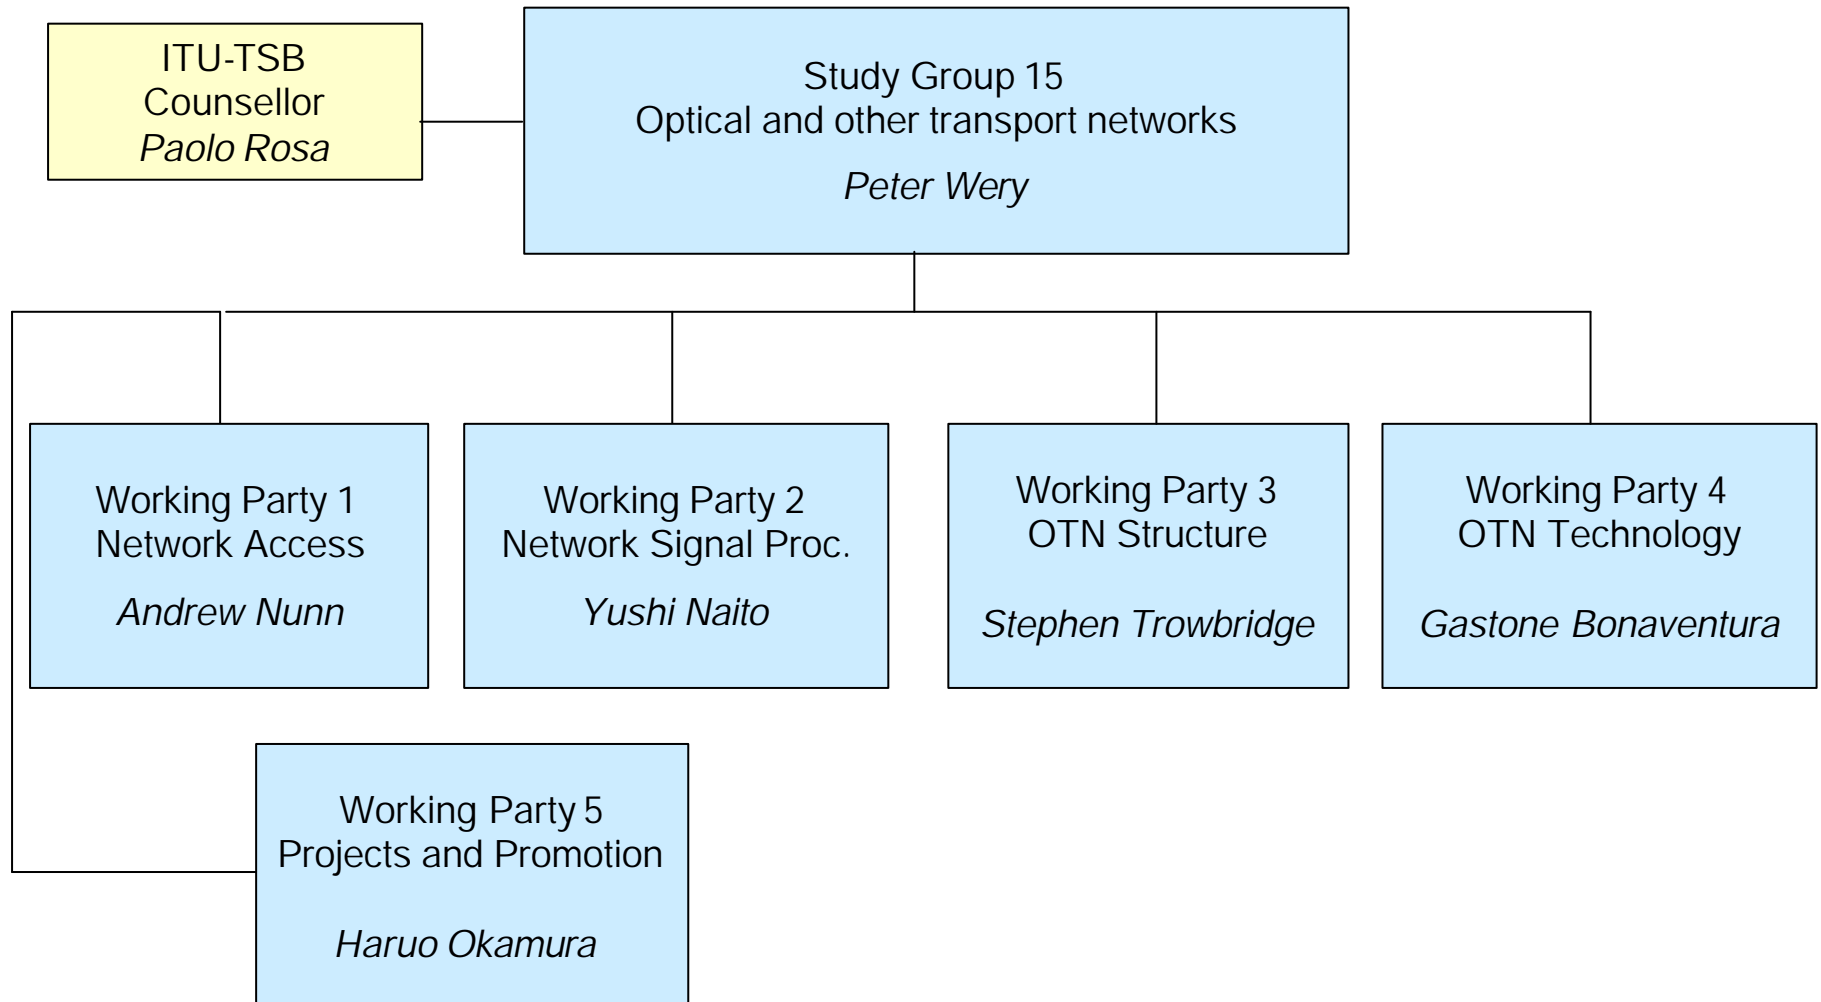 ITU-TSB
Counsellor
Paolo Rosa
Study Group 15
Optical and other transport networks
Peter Wery
Working Party 1
Network Access
Andrew Nunn
Working Party 2
Network Signal Proc.
Yushi Naito
Working Party 3
OTN Structure
Stephen Trowbridge
Working Party 4
OTN Technology
Gastone Bonaventura
Working Party 5
Projects and Promotion
Haruo Okamura